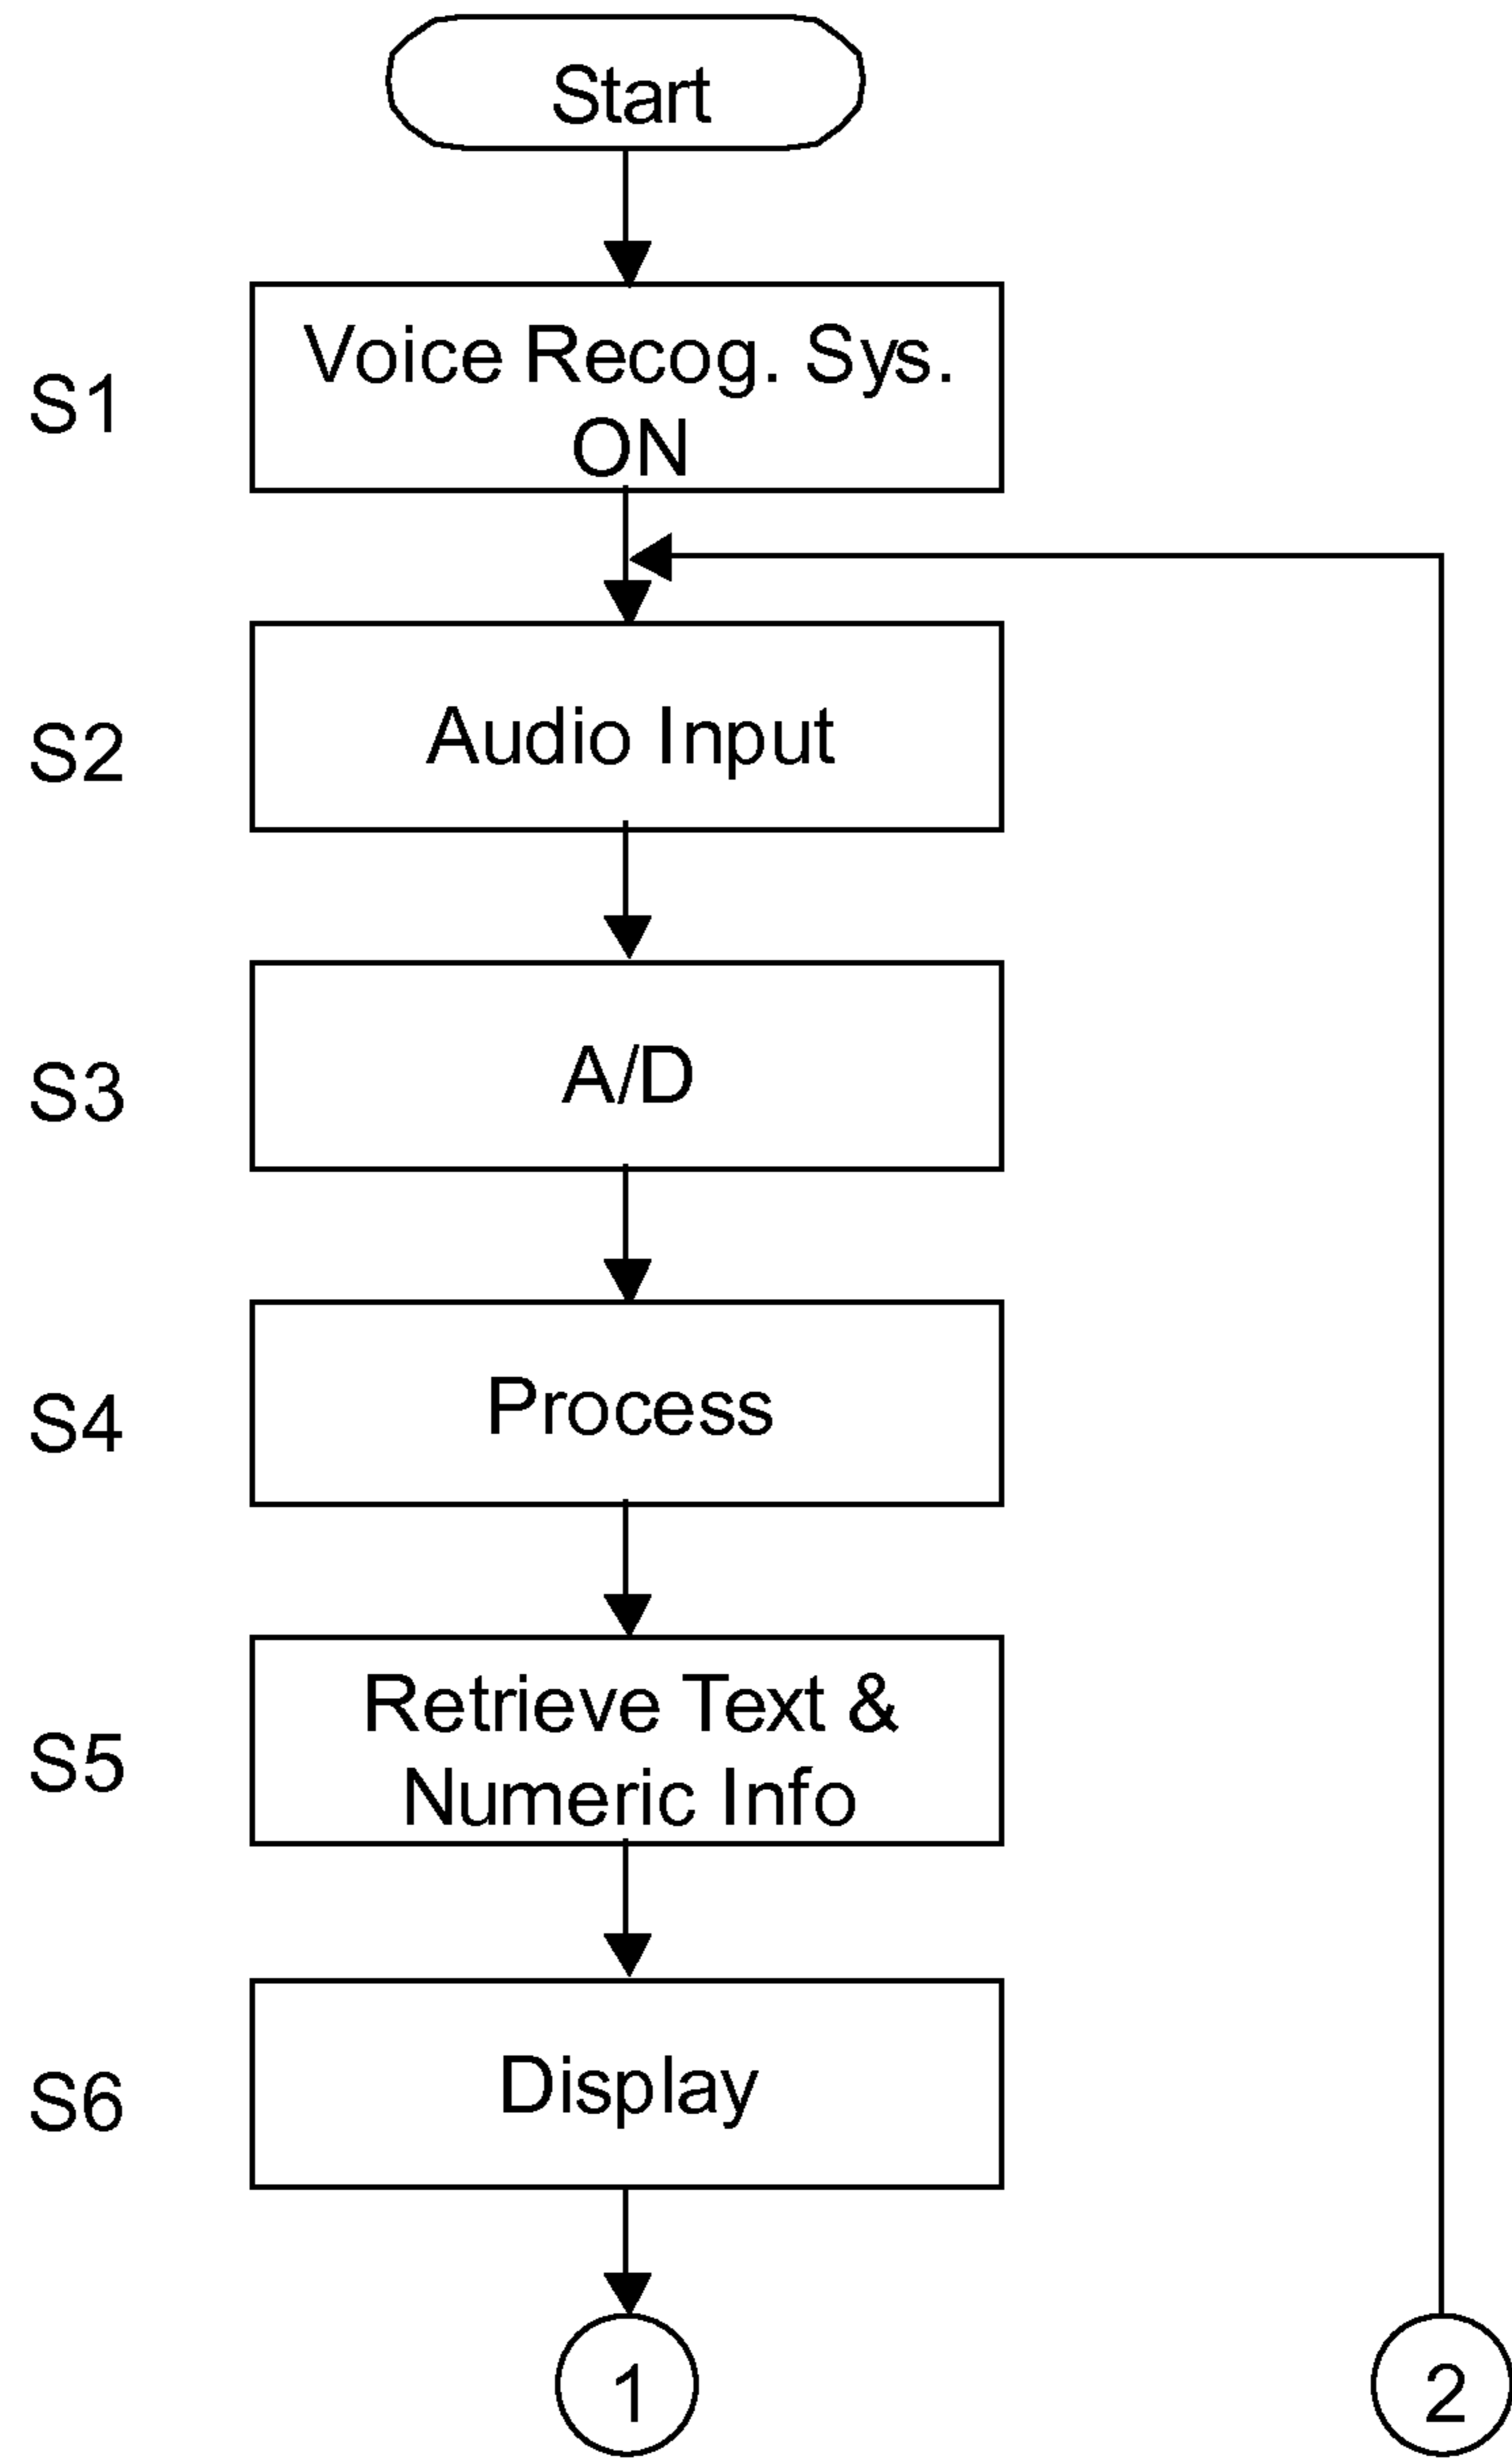 Start
S1
Voice Recog. Sys.
ON
S2
Audio Input
S3
A/D
S4
Process
S5
Retrieve Text &
Numeric Info
S6
Display
1
2